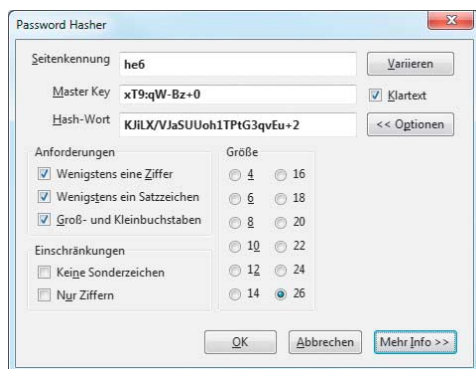 Password Hasher
Seitenkennung he6 Variieren
Master Key xT9:qW-Bz+0 Klartext
Hash-Wort KJiLX/VJaSUUoh1TPtG3qvEu+2 << Optionen
Anforderungen Größe
Wenigstens eine Ziffer 4 16
Wenigstens ein Satzzeichen 6 18
Groß- und Kleinbuchstaben 8 20
10 22
Einschränkungen
Keine Sonderzeichen 12 24
Nur Ziffern 14 26
OK Abbrechen Mehr Info >>